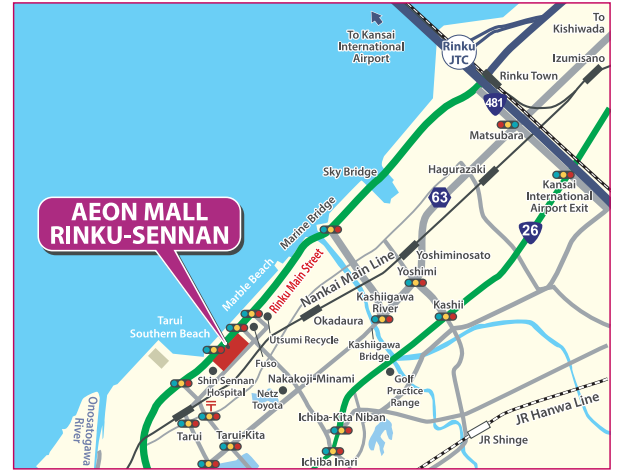 To Kansai
International
Airport
To
Kishiwada
Rinku
JTC
Izumisano
Rinku Town
481
Matsubara
Sky Bridge
Hagurazaki
Kansai
International
Airport Exit
63
26
AEON MALL
RINKU-SENNAN
Marine Bridge
Marble Beach
Rinku Main Street
Nankai Main Line
Yoshiminosato
Yoshimi
Kashiigawa
River
Kashii
Tarui
Southern Beach
Okadaura
Utsumi Recycle
Kashiigawa
Bridge
Fuso
Shin Sennan
Hospital
Nakakoji-Minami
Netz
Toyota
Golf
Practice
Range
JR Hanwa Line
Onosatogawa
River
〒
Tarui
Tarui-Kita
Ichiba-Kita Niban
Ichiba Inari
JR Shinge